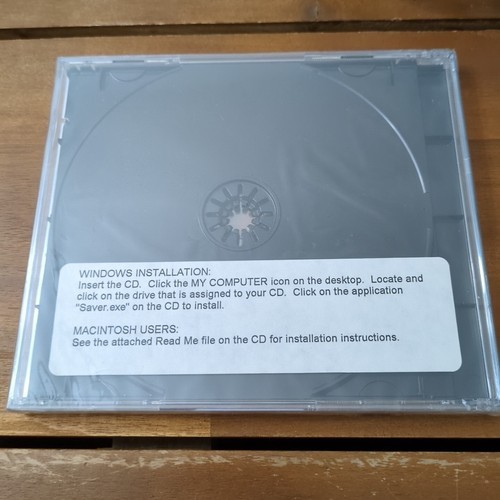 WINDOWS INSTALLATION:
Insert the CD. Click the MY COMPUTER icon on the desktop. Locate and
click on the drive that is assigned to your CD. Click on the application
"Saver.exe" on the CD to install.
MACINTOSH USERS:
See the attached Read Me file on the CD for installation instructions.